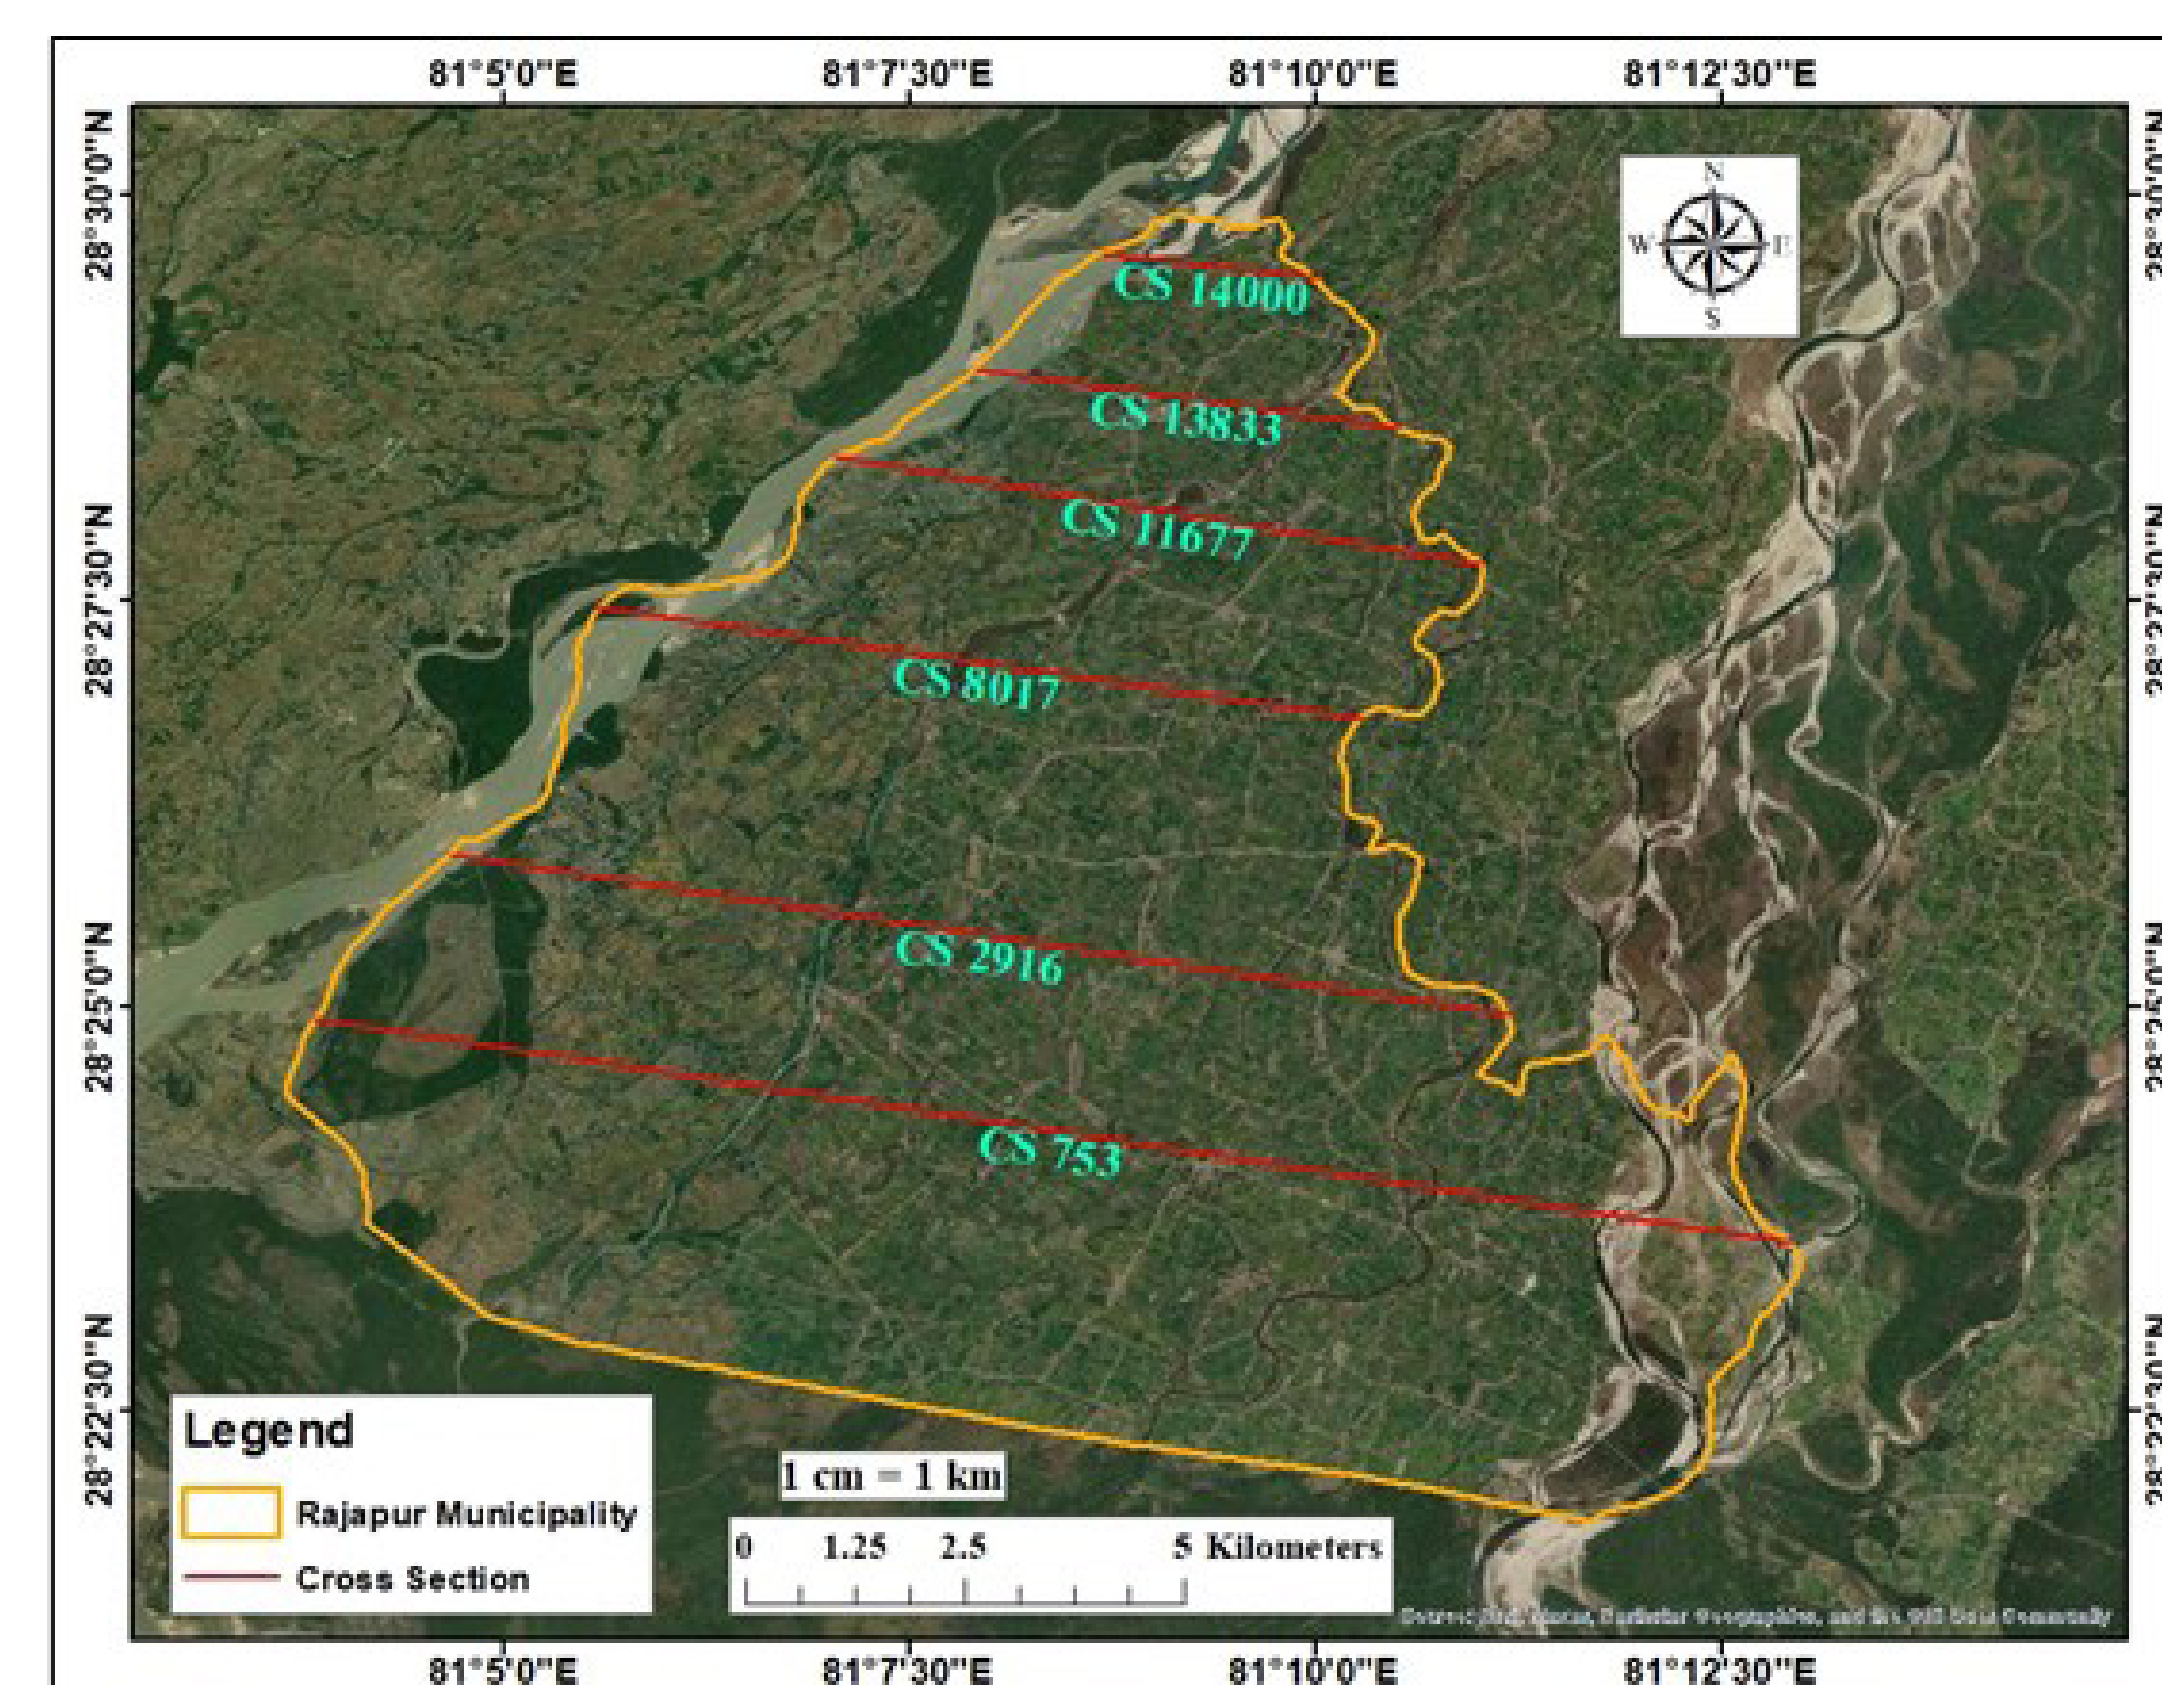 81°5'0"E 81°7'30"E 81°10'0"E 81°12'30"E
28°30'0"N
28°27'30"N
28°25'0"N
28°22'30"N
N
W E
S
CS 14000
CS 13833
CS 11677
CS 8017
CS 2916
CS 753
Legend
Rajapur Municipality
Cross Section
1 cm = 1 km
0 1.25 2.5 5 Kilometers
81°5'0"E 81°7'30"E 81°10'0"E 81°12'30"E